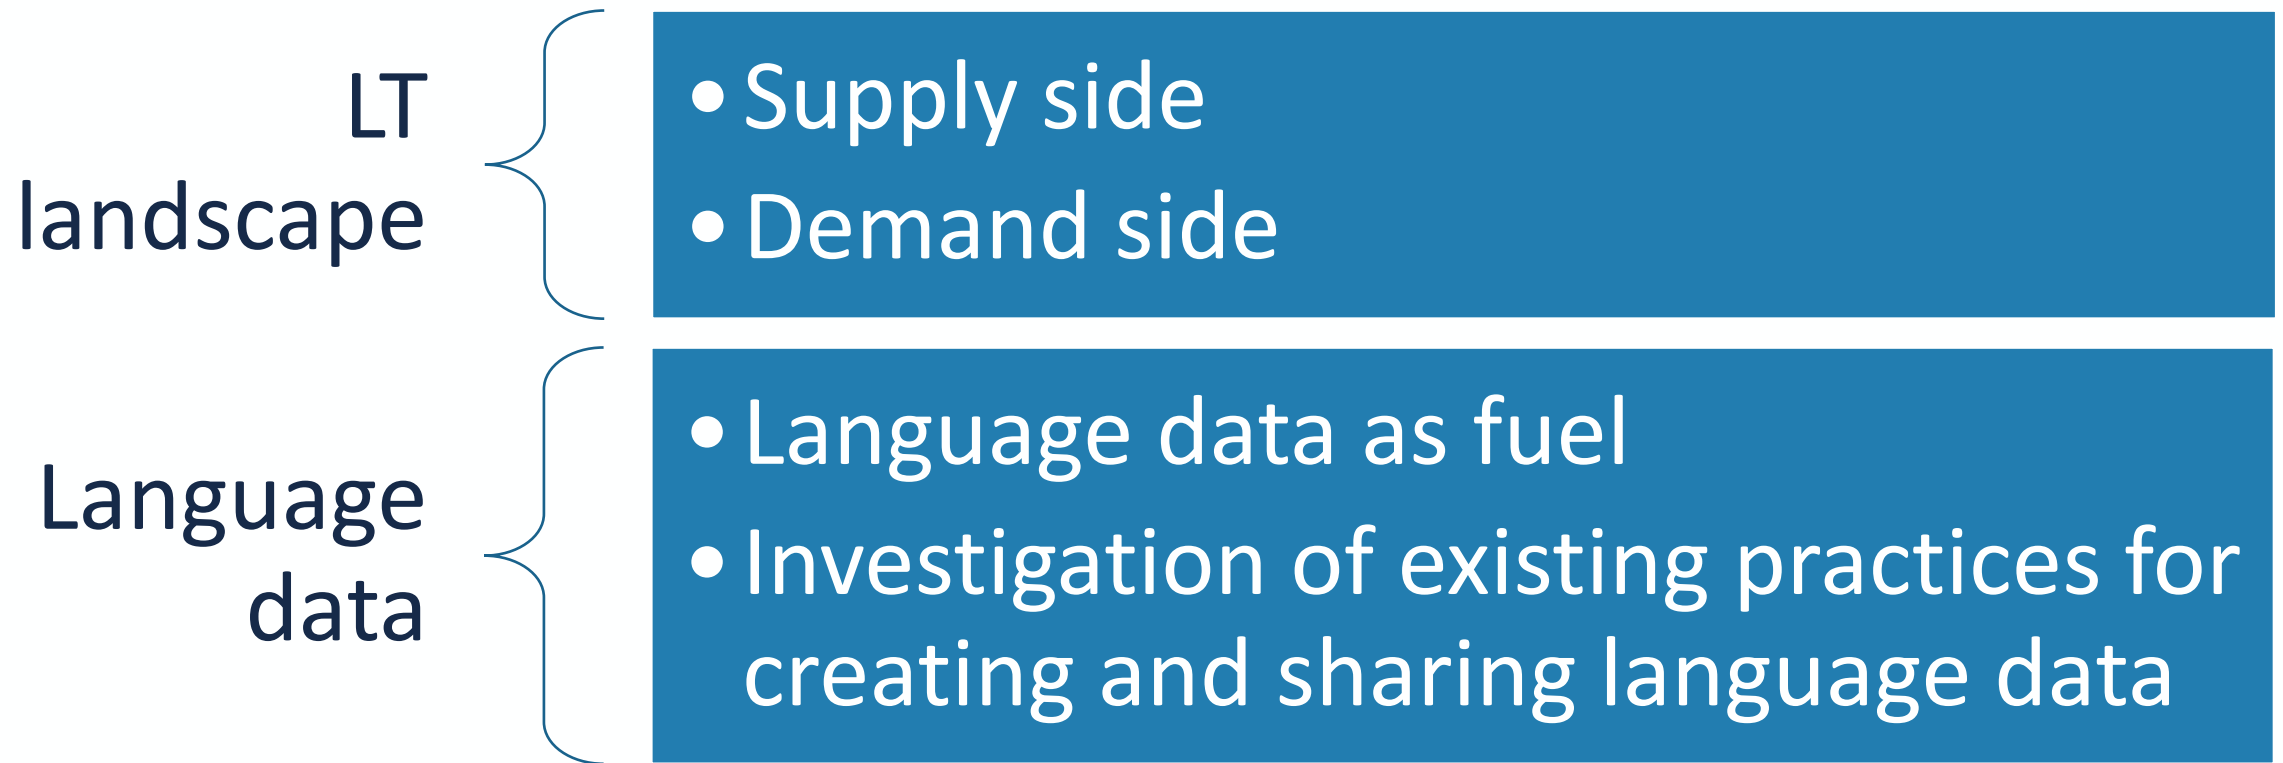 LT
landscape
• Supply side
• Demand side
Language
data
• Language data as fuel
• Investigation of existing practices for
creating and sharing language data